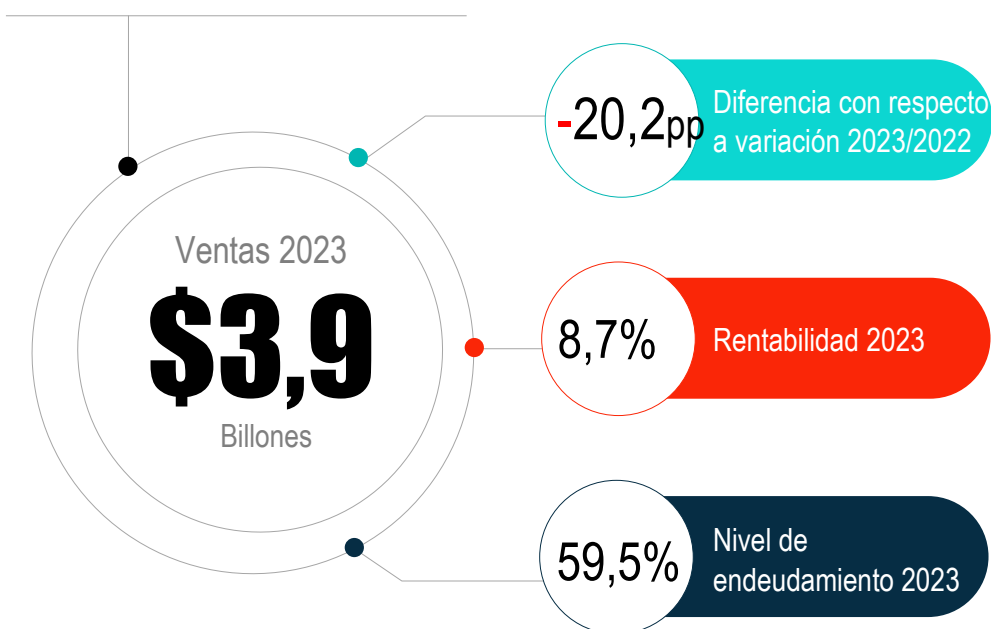 Ventas 2023
$3,9
Billones
-20,2pp
Diferencia con respecto
a variación 2023/2022
8,7%
Rentabilidad 2023
59,5%
Nivel de
endeudamiento 2023